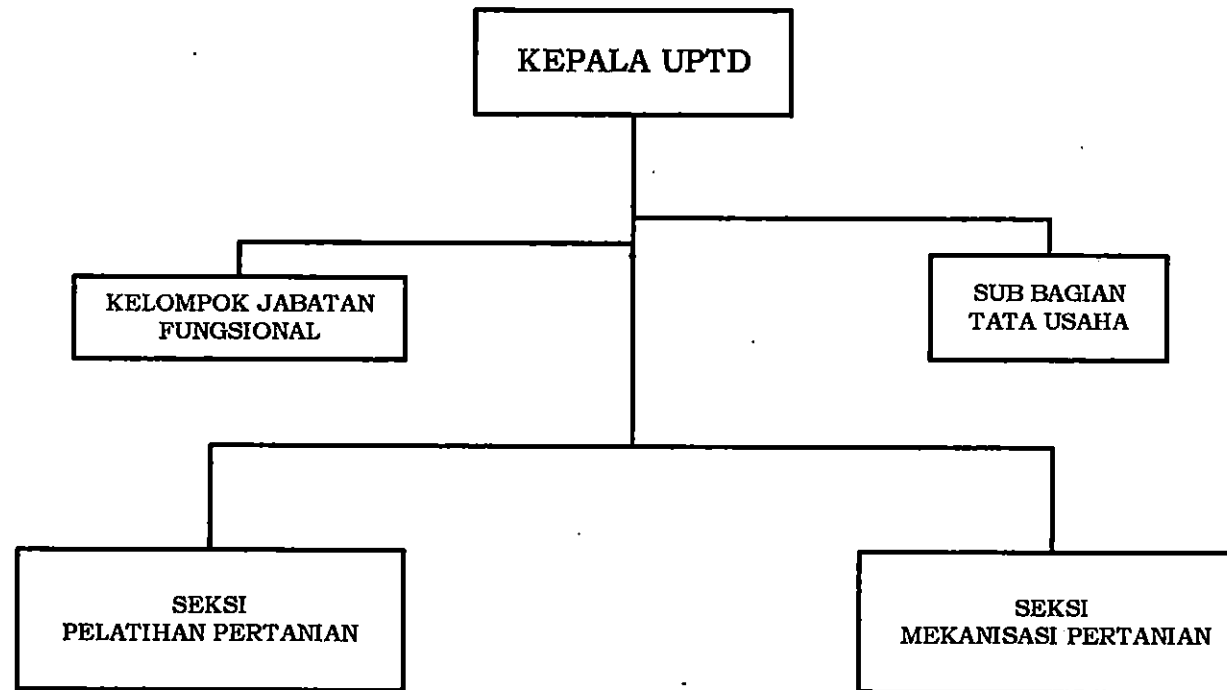 KEPALA UPTD
KELOMPOK JABATAN
FUNGSIONAL
SUB BAGIAN
TATA USAHA
SEKSI
PELATIHAN PERTANIAN
SEKSI
MEKANISASI PERTANIAN